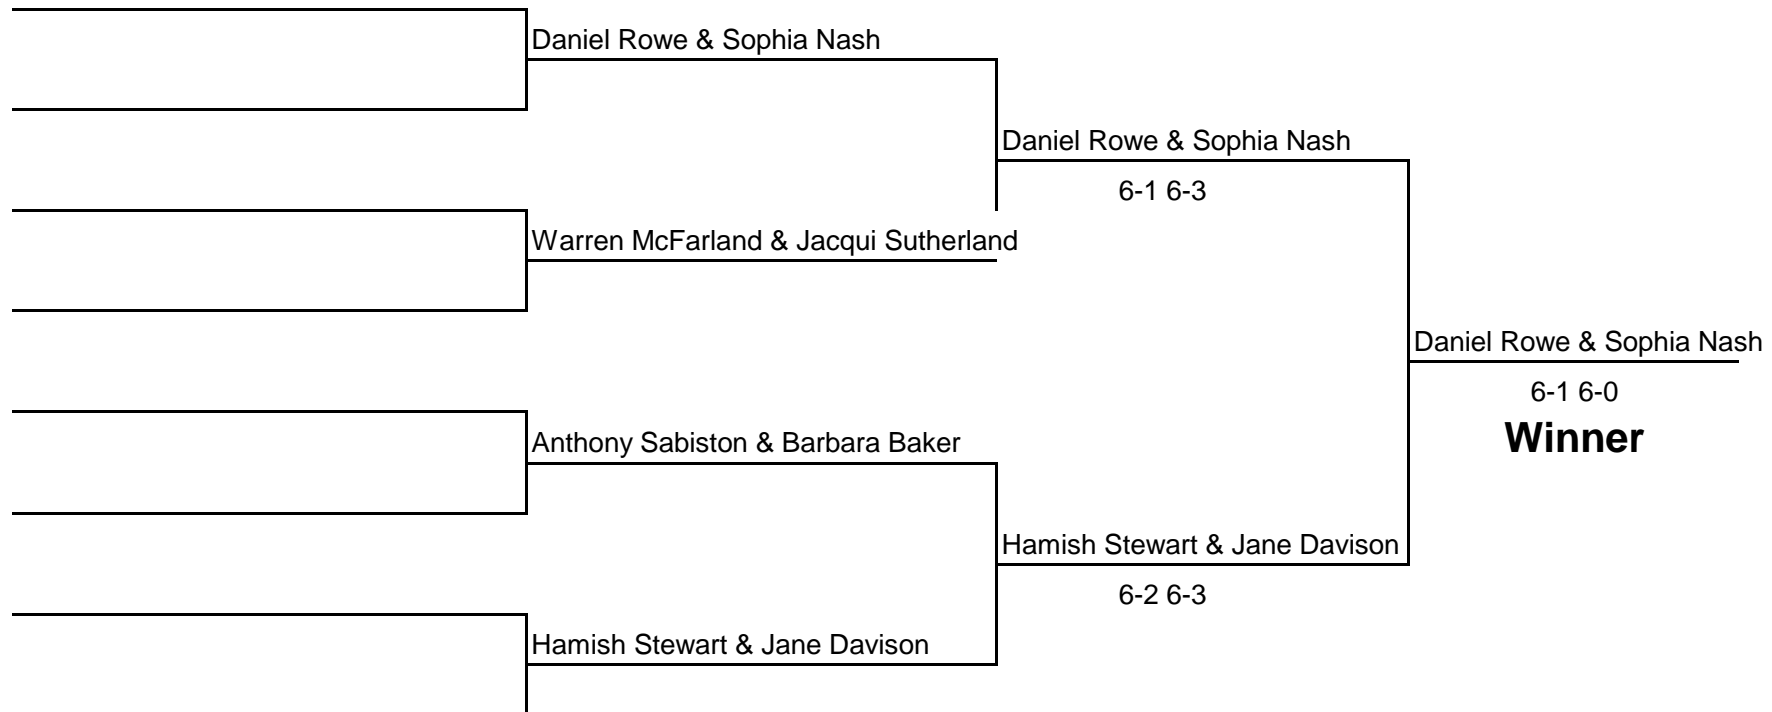 Daniel Rowe & Sophia Nash
Daniel Rowe & Sophia Nash
6-1 6-3
Warren McFarland & Jacqui Sutherland
Daniel Rowe & Sophia Nash
6-1 6-0
Winner
Anthony Sabiston & Barbara Baker
Hamish Stewart & Jane Davison
6-2 6-3
Hamish Stewart & Jane Davison